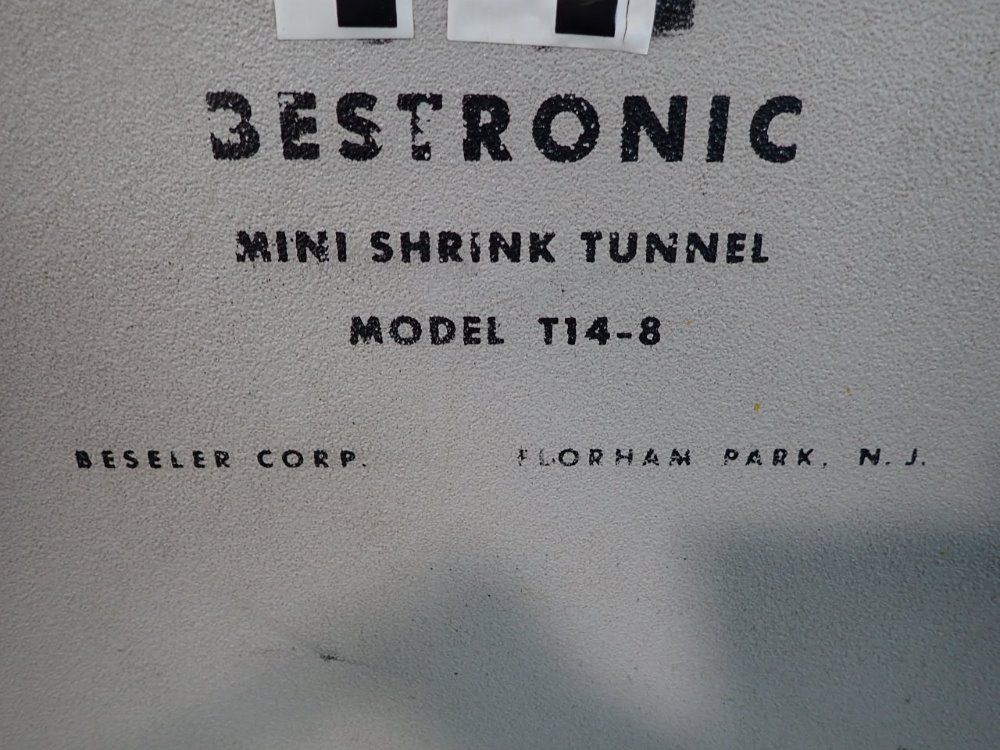 BESTRONIC
MINI SHRINK TUNNEL
MODEL T14-8
BESELER CORP. FLORHAM PARK, N.J.